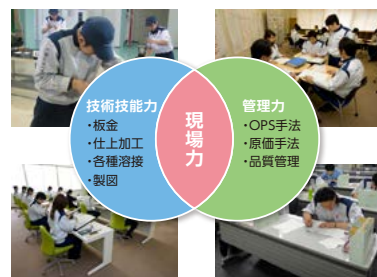 技術技能力
・板金
・仕上加工
・各種溶接
・製図
現場力
管理力
・OPS手法
・原価手法
・品質管理